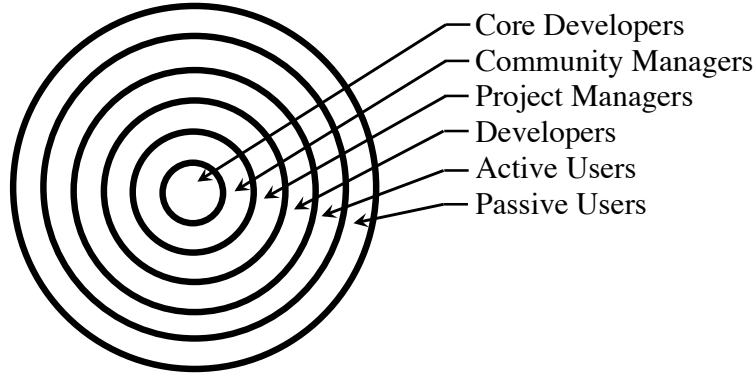 Core Developers
Community Managers
Project Managers
Developers
Active Users
Passive Users